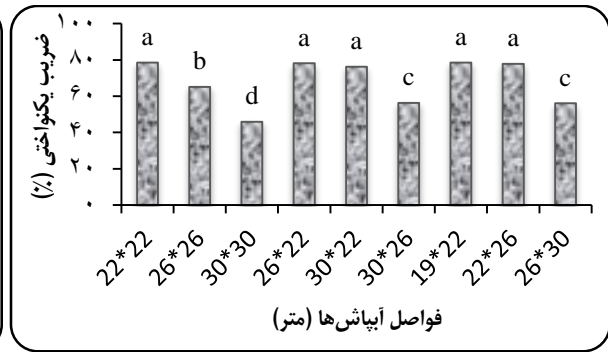 ضریب یکنواختی (%)
۱۰۰
۸۰
۶۰
۴۰
۲۰
۰
a b d a a c a a c
22*22 26*26 30*30 26*22 30*22 30*26 19*22 22*26 26*30
فواصل آبپاش‌ها (متر)